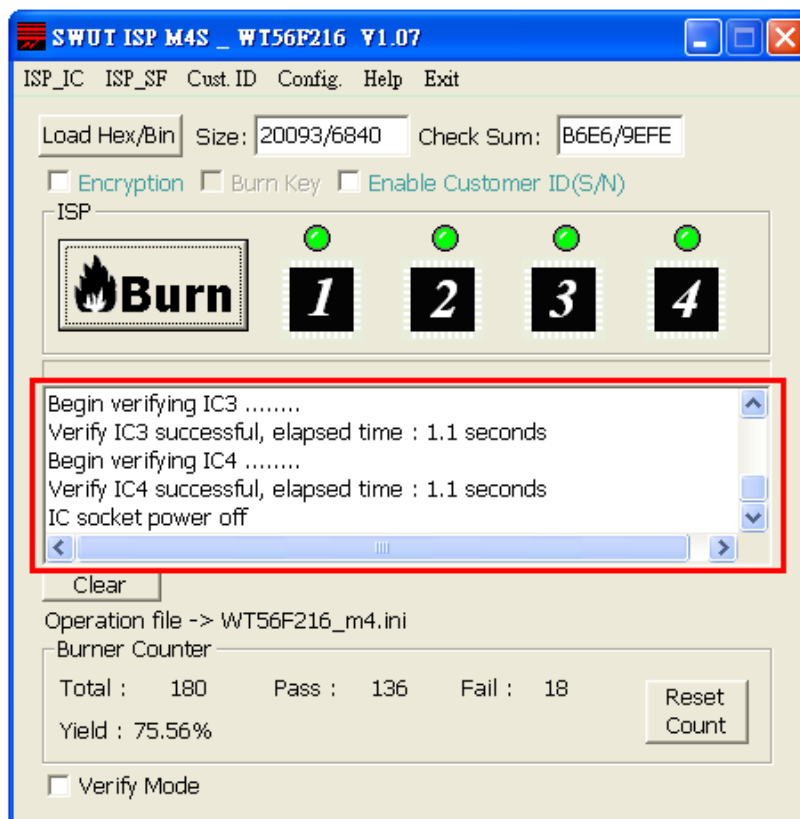 SWUT ISP M4S _ WT56F216 V1.07
ISP_IC ISP_SF Cust. ID Config. Help Exit
Load Hex/Bin Size: 20093/6840 Check Sum: B6E6/9EFE
Encryption Burn Key Enable Customer ID(S/N)
ISP
Burn 1 2 3 4
Begin verifying IC3 ........
Verify IC3 successful, elapsed time : 1.1 seconds
Begin verifying IC4 ........
Verify IC4 successful, elapsed time : 1.1 seconds
IC socket power off
Clear
Operation file -> WT56F216_m4.ini
Burner Counter
Total : 180 Pass : 136 Fail : 18
Reset Count
Yield : 75.56%
Verify Mode